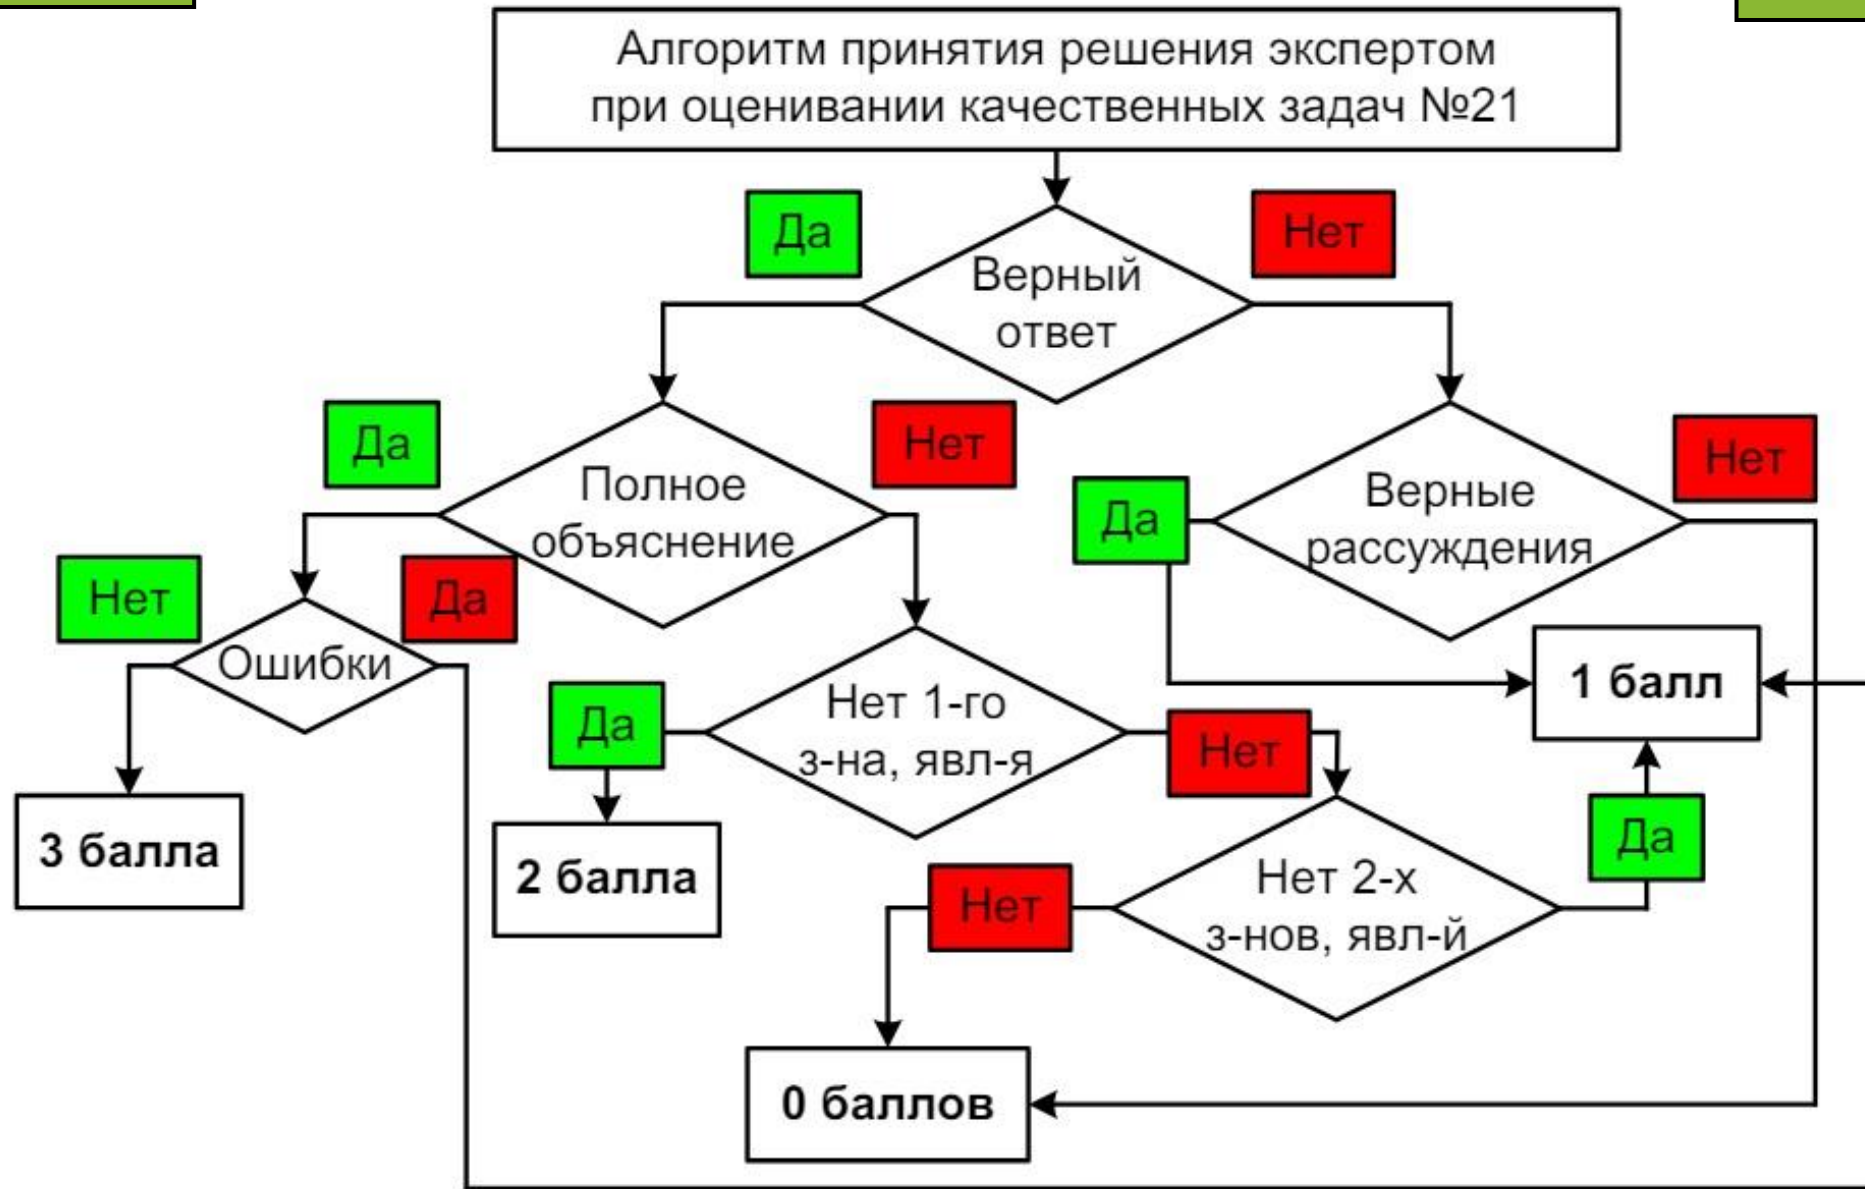 Алгоритм принятия решения экспертом
при оценивании качественных задач №21
Да
Нет
Верный
ответ
Да
Нет
Полное
объяснение
Да
Нет
Верные
рассуждения
Нет
Да
Ошибки
Да
Нет 1-го
з-на, явл-я
Нет
1 балл
3 балла
2 балла
Да
Нет
Нет 2-х
з-нов, явл-й
0 баллов